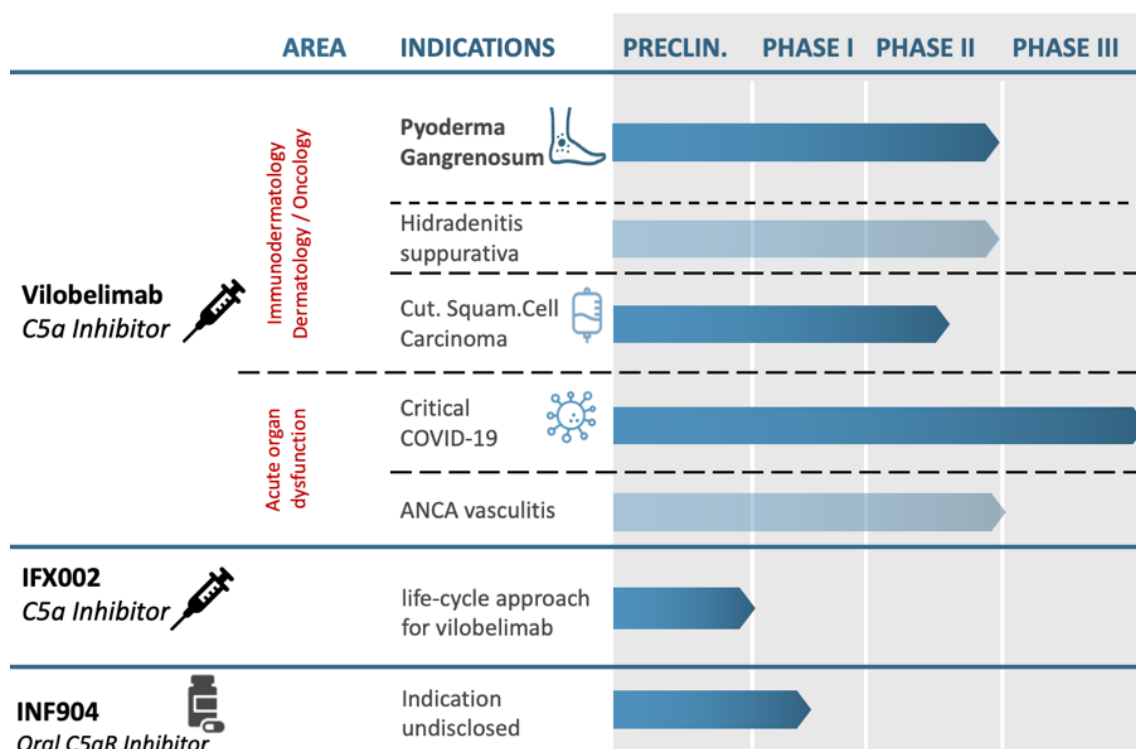 AREA
INDICATIONS
PRECLIN.
PHASE I
PHASE II
PHASE III
Vilobelimab
C5a Inhibitor
Immunodermatology
Dermatology / Oncology
Pyoderma
Gangrenosum
Hidradenitis
suppurativa
Cut. Squam.Cell
Carcinoma
Acute organ
dysfunction
Critical
COVID-19
ANCA vasculitis
IFX002
C5a Inhibitor
life-cycle approach
for vilobelimab
INF904
Oral C5aR Inhibitor
Indication
undisclosed